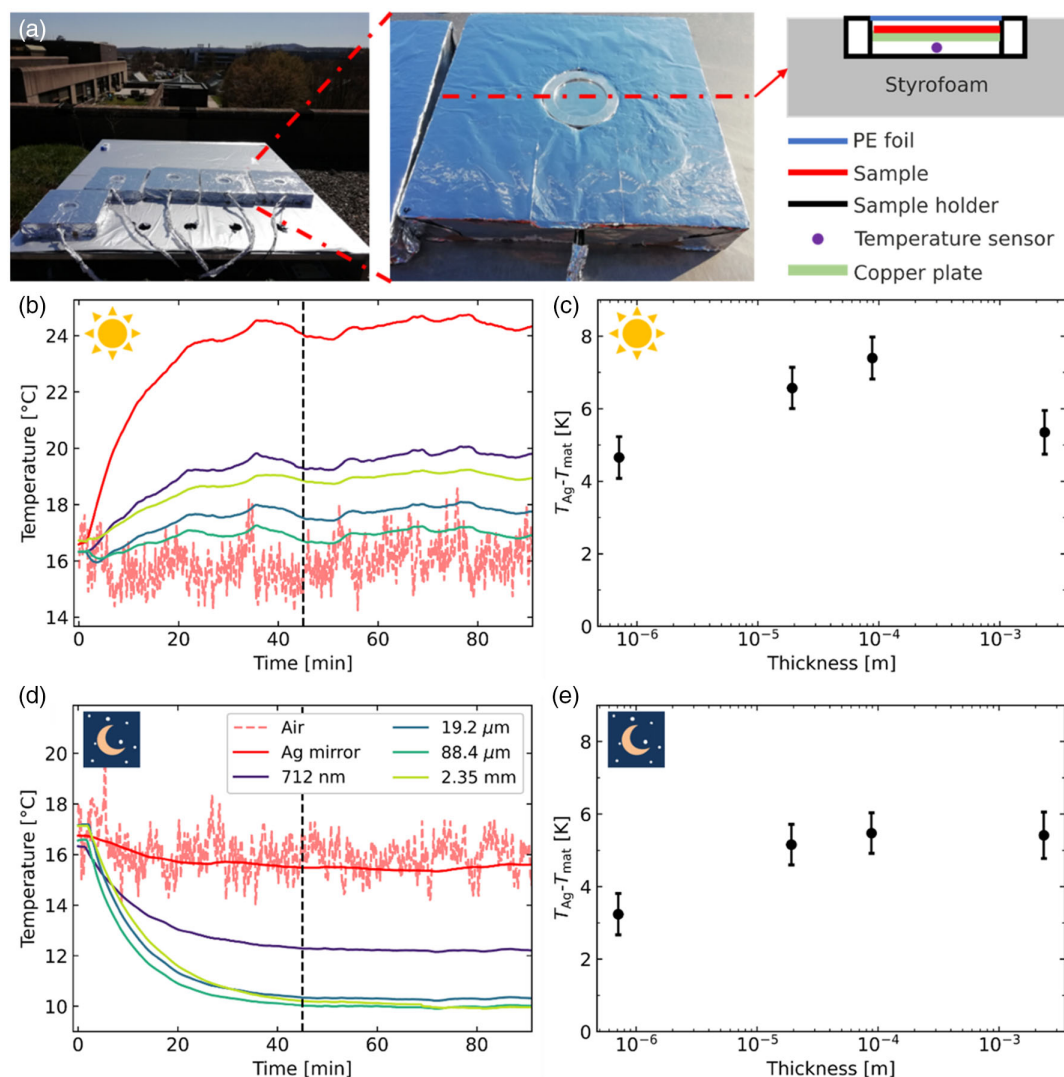 (a)
Styrofoam
PE foil
Sample
Sample holder
Temperature sensor
Copper plate
(b)
Temperature [°C]
24
22
20
18
16
14
0
20
40
60
80
Time [min]
(c)
T_Ag-T_mat [K]
8
6
4
2
0
10⁻⁶
10⁻⁵
10⁻⁴
10⁻³
Thickness [m]
(d)
Temperature [°C]
20
18
16
14
12
10
Air
Ag mirror
712 nm
19.2 μm
88.4 μm
2.35 mm
0
20
40
60
80
Time [min]
(e)
T_Ag-T_mat [K]
8
6
4
2
0
10⁻⁶
10⁻⁵
10⁻⁴
10⁻³
Thickness [m]